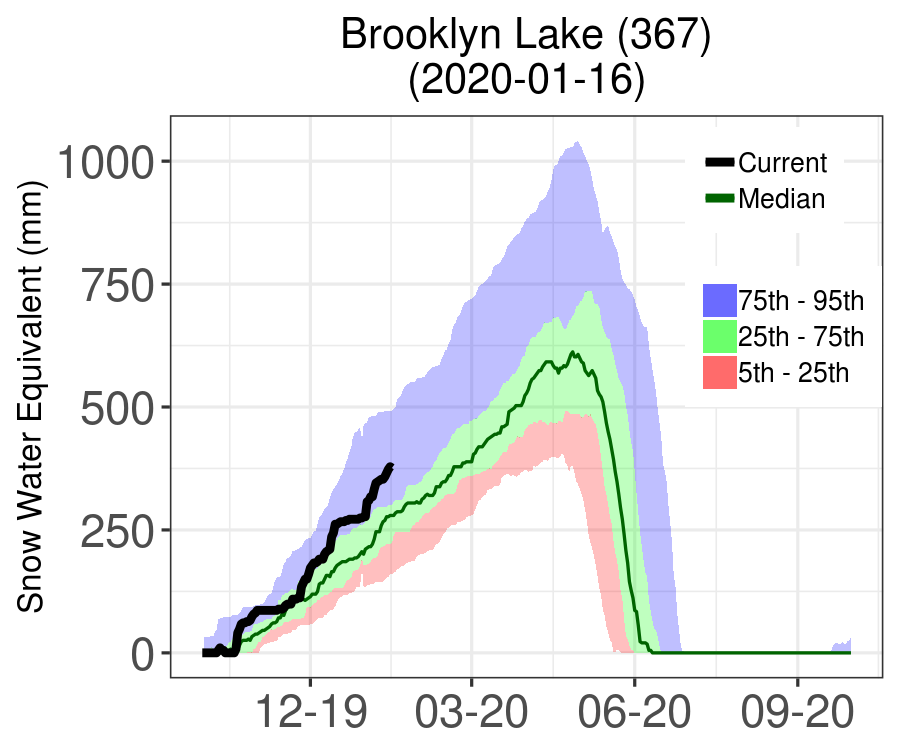 Brooklyn Lake (367)
(2020-01-16)
Snow Water Equivalent (mm)
1000
750
500
250
0
12-19
03-20
06-20
09-20
Current
Median
75th - 95th
25th - 75th
5th - 25th